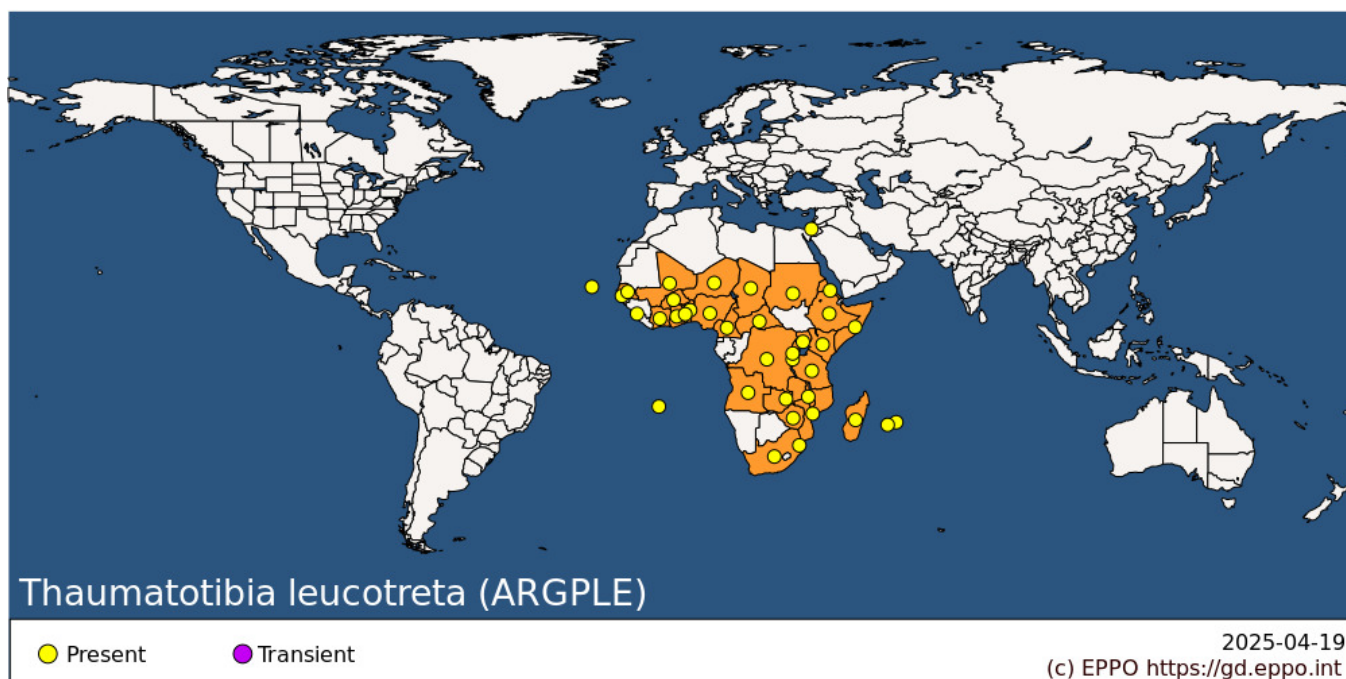 Thaumatotibia leucotreta (ARGPLE)
Present
Transient
2025-04-19
(c) EPPO https://gd.eppo.int